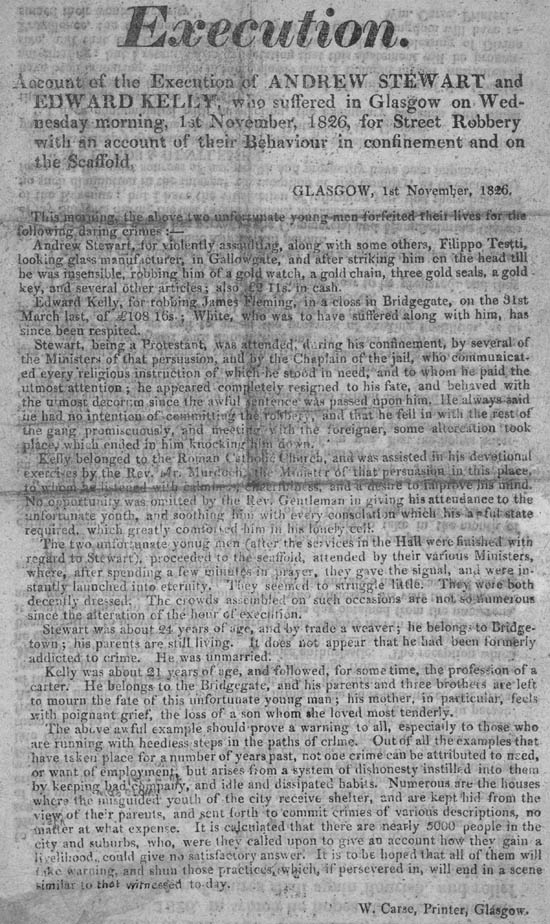 Execution.
Account of the Execution of ANDREW STEWART and
EDWARD KELLY, who suffered in Glasgow on Wed-
nesday morning, 1st November, 1826, for Street Robbery
with an account of their Behaviour in confinement and on
the Scaffold.
GLASGOW, 1st November, 1826.
This morning, the above two unfortunate young men forfeited their lives for the
following daring crimes :—
Andrew Stewart, for violently assaulting, along with some others, Filippo Testti,
looking glass manufacturer, in Gallowgate, and after striking him on the head till
he was insensible, robbing him of a gold watch, a gold chain, three gold seals, a gold
key, and several other articles; also £2 11s. in cash.
Edward Kelly, for robbing James Fleming, in a closs in Bridgegate, on the 31st
March last, of £108 16s.; White, who was to have suffered along with him, has
since been respited.
Stewart, being a Protestant, was attended, during his confinement, by several of
the Ministers of that persuasion, and by the Chaplain of the jail, who communicat-
ed every religious instruction of which he stood in need, and to whom he paid the
utmost attention; he appeared completely resigned to his fate, and behaved with
the utmost decorum since the awful sentence was passed upon him. He always said
he had no intention of committing the robbery, and that he fell in with the rest of
the gang promiscuously, and meeting with the foreigner, some altercation took
place, which ended in him knocking him down.
Kelly belonged to the Roman Catholic Church, and was assisted in his devotional
exercises by the Rev. Mr. Murdoch, the Minister of that persuasion in this place,
to whom he listened with calmness, cheerfulness, and a desire to improve his mind.
No opportunity was omitted by the Rev. Gentleman in giving his attendance to the
unfortunate youth, and soothing him with every consolation which his awful state
required, which greatly comforted him in his lonely cell.
The two unfortunate yonug men (after the services in the Hall were finished with
regard to Stewart), proceeded to the scaffold, attended by their various Ministers,
where, after spending a few minutes in prayer, they gave the signal, and were in-
stantly launched into eternity. They seemed to struggle little. They were both
decently dressed. The crowds assembled on such occasions are not so numerous
since the alteration of the hour of execution.
Stewart was about 24 years of age, and by trade a weaver; he belongs to Bridge-
town; his parents are still living. It does not appear that he had been formerly
addicted to crime. He was unmarried.
Kelly was about 21 years of age, and followed, for some time, the profession of a
carter. He belongs to the Bridgegate, and his parents and three brothers are left
to mourn the fate of this unfortunate young man; his mother, in particular, feels
with poignant grief, the loss of a son whom she loved most tenderly.
The above awful example should prove a warning to all, especially to those who
are running with heedless steps in the paths of crime. Out of all the examples that
have taken place for a number of years past, not one crime can be attributed to need,
or want of employment, but arises from a system of dishonesty instilled into them
by keeping bad company, and idle and dissipated habits. Numerous are the houses
where the misguided youth of the city receive shelter, and are kept hid from the
view of their parents, and sent forth to commit crimes of various descriptions, no
matter at what expense. It is calculated that there are nearly 5000 people in the
city and suburbs, who, were they called upon to give an account how they gain a
livelihood, could give no satisfactory answer. It is to be hoped that all of them will
take warning, and shun those practices, which, if persevered in, will end in a scene
similar to that witnessed to-day.
W. Carse, Printer, Glasgow.